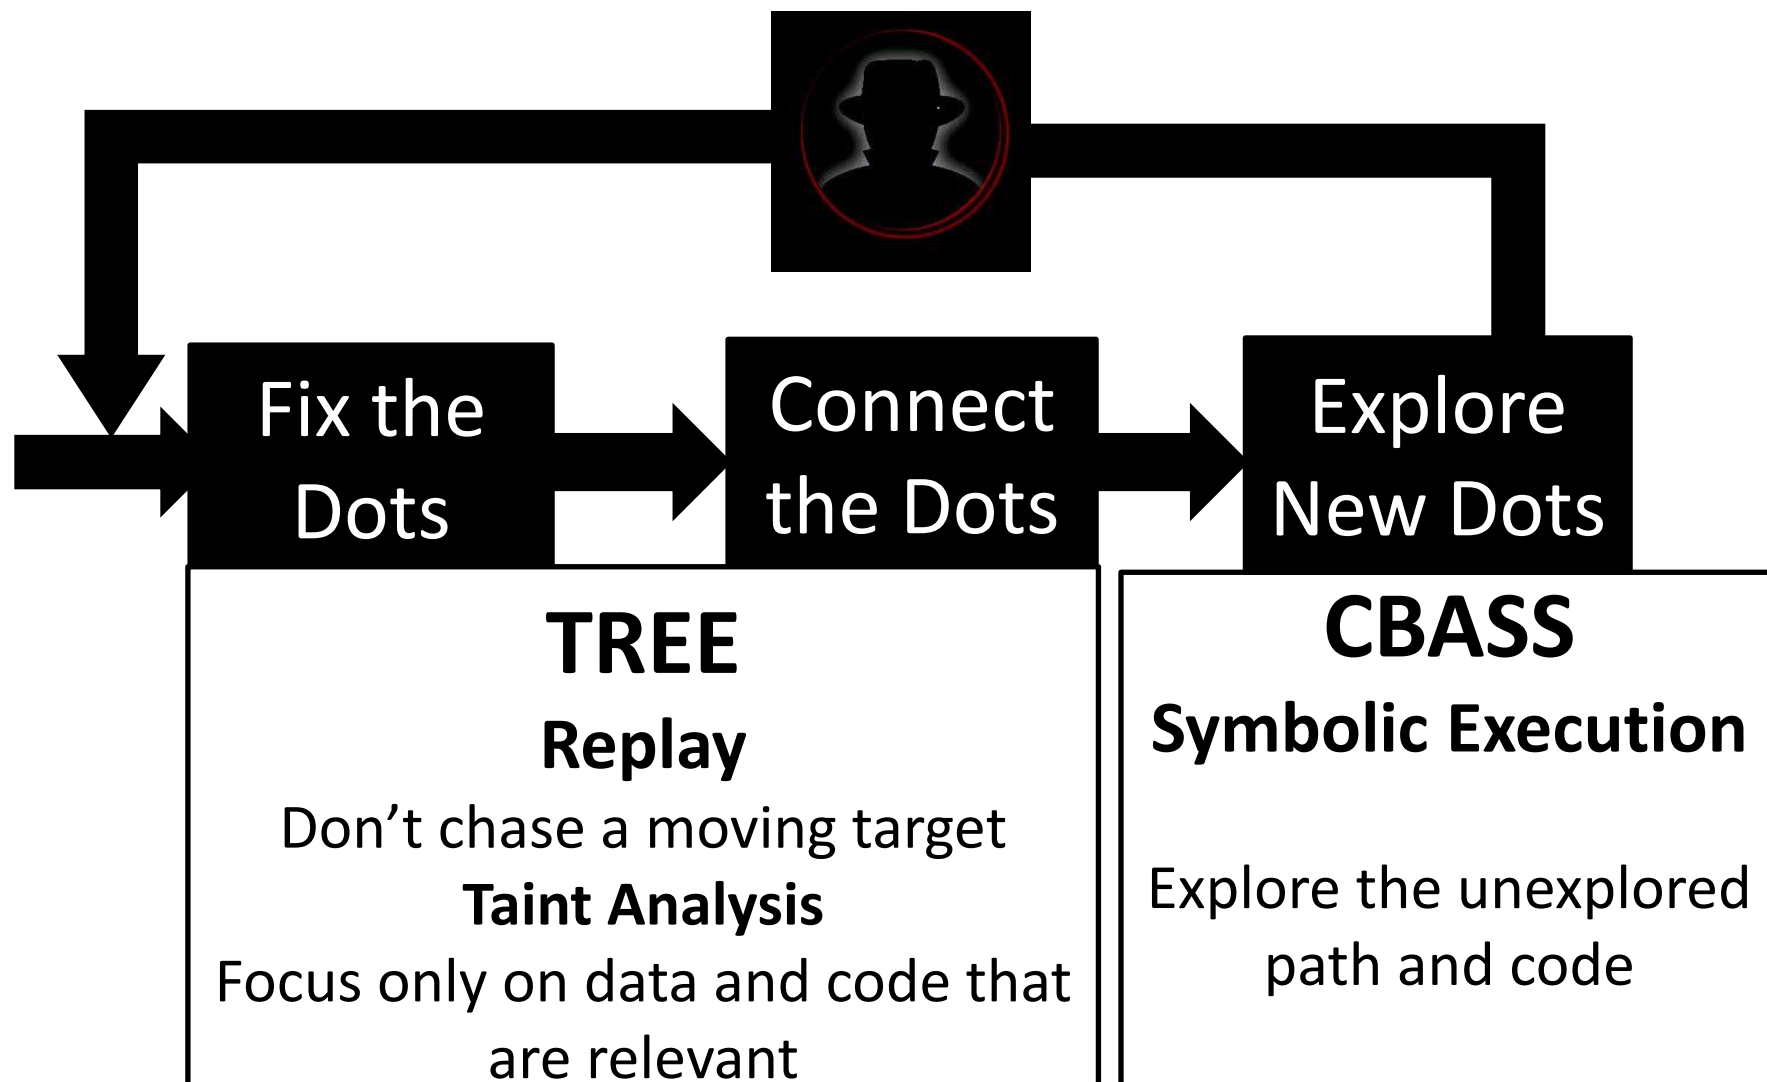 Fix the
Dots
Connect
the Dots
Explore
New Dots
TREE
Replay
Don’t chase a moving target
Taint Analysis
Focus only on data and code that
are relevant
CBASS
Symbolic Execution
Explore the unexplored
path and code